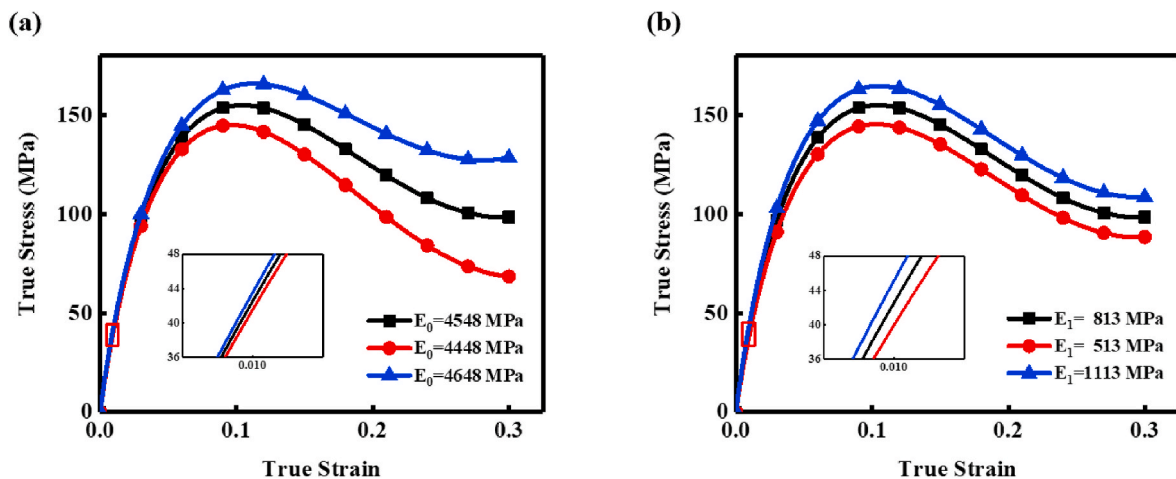 (a)
True Stress (MPa)
150
100
50
0
48
44
40
36
0.010
E₀=4548 MPa
E₀=4448 MPa
E₀=4648 MPa
0.0
0.1
0.2
0.3
True Strain
(b)
True Stress (MPa)
150
100
50
0
48
44
40
36
0.010
E₁= 813 MPa
E₁= 513 MPa
E₁=1113 MPa
0.0
0.1
0.2
0.3
True Strain